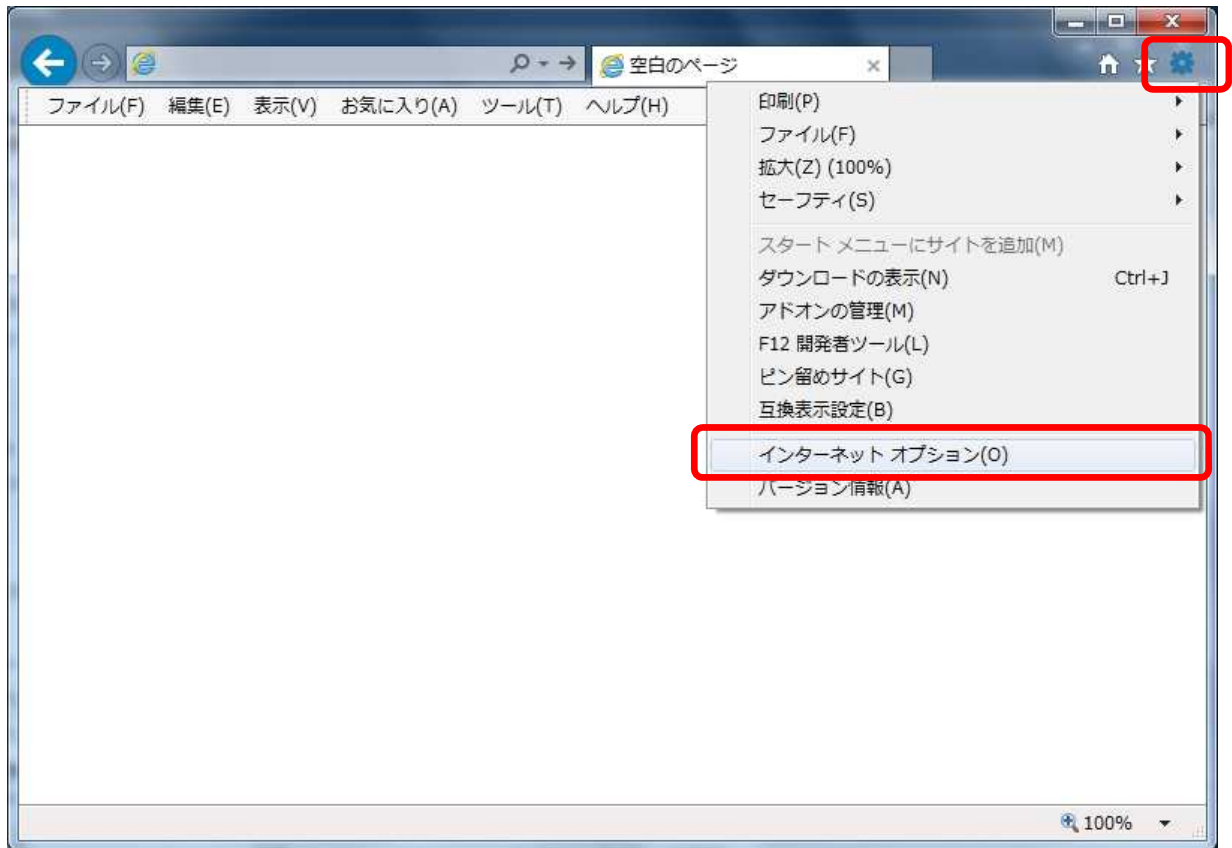 空白のページ
ファイル(F) 編集(E) 表示(V) お気に入り(A) ツール(T) ヘルプ(H)
印刷(P)
ファイル(F)
拡大(Z) (100%)
セーフティ(S)
スタート メニューにサイトを追加(M)
ダウンロードの表示(N) Ctrl+J
アドオンの管理(M)
F12 開発者ツール(L)
ピン留めサイト(G)
互換表示設定(B)
インターネット オプション(O)
バージョン情報(A)
100%